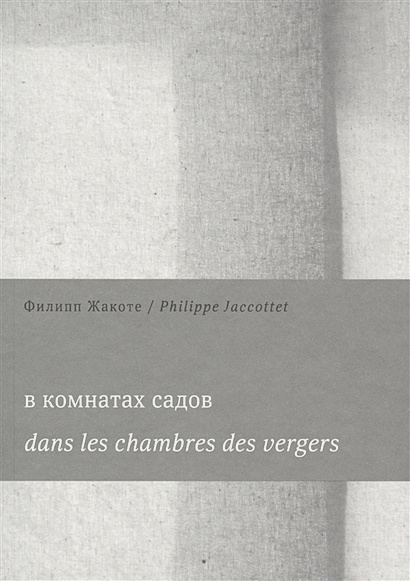 Филипп Жакоте / Philippe Jaccottet
в комнатах садов
dans les chambres des vergers